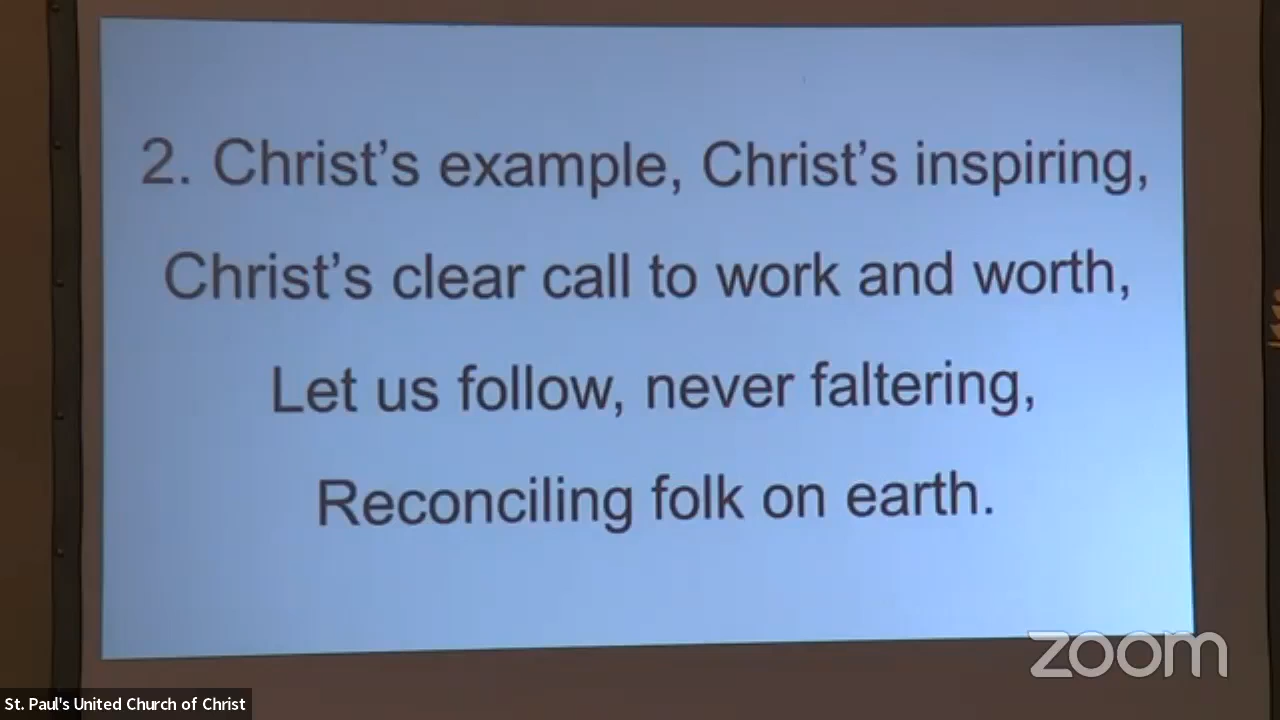 2. Christ’s example, Christ’s inspiring,
Christ’s clear call to work and worth,
Let us follow, never faltering,
Reconciling folk on earth.
zoom
St. Paul's United Church of Christ